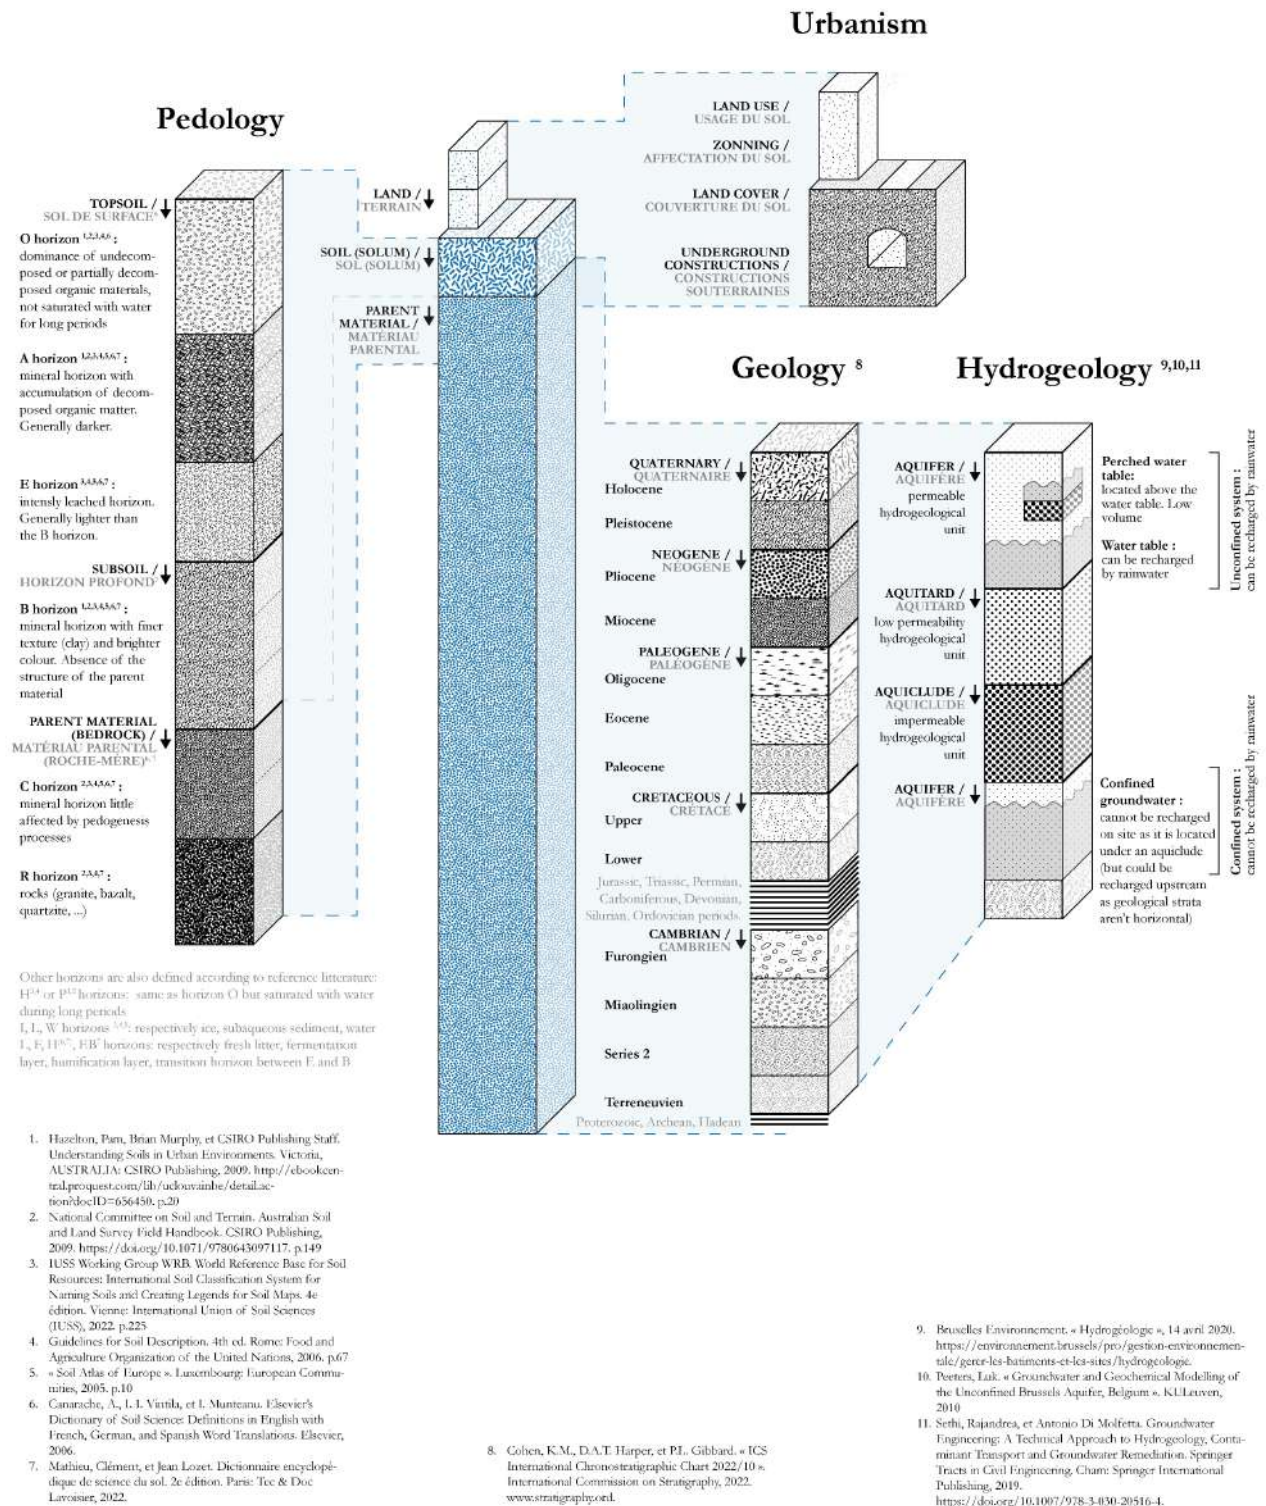 Urbanism
Pedology
LAND USE /
USAGE DU SOL
ZONNING /
AFFECTATION DU SOL
LAND COVER /
COUVERTURE DU SOL
UNDERGROUND
CONSTRUCTIONS /
CONSTRUCTIONS
SOUTERRAINES
LAND /
TERRAIN
SOIL (SOLUM) /
SOL (SOLUM)
PARENT
MATERIAL /
MATÉRIAU
PARENTAL
TOPSOIL /
SOL DE SURFACE
O horizon 1,2,3,4,6 :
dominance of undecom-
posed or partially decom-
posed organic materials,
not saturated with water
for long periods
A horizon 1,2,3,4,5,6,7 :
mineral horizon with
accumulation of decom-
posed organic matter.
Generally darker.
E horizon 3,4,5,6,7 :
intensly leached horizon.
Generally lighter than
the B horizon.
SUBSOIL /
HORIZON PROFOND
B horizon 1,2,3,4,5,6,7 :
mineral horizon with finer
texture (clay) and brighter
colour. Absence of the
structure of the parent
material
PARENT MATERIAL
(BEDROCK) /
MATÉRIAU PARENTAL
(ROCHE-MÈRE)
C horizon 2,3,4,5,6,7 :
mineral horizon little
affected by pedogenesis
processes
R horizon 2,3,4,7 :
rocks (granite, bazalt,
quartzite, ...)
Other horizons are also defined according to reference litterature:
or horizons: same as horizon O but saturated with water
during long periods
I, L, W horizons : respectively ice, subaqueous sediment, water
L, F, horizons: respectively fresh litter, fermentation
layer, humification layer, transition horizon between E and B
Geology 8
QUATERNARY /
QUATERNAIRE
Holocene
Pleistocene
NEOGENE /
NÉOGÈNE
Pliocene
Miocene
PALEOGENE /
PALÉOGÈNE
Oligocene
Eocene
Paleocene
CRETACEOUS /
CRÉTACÉ
Upper
Lower
Jurassic, Triassic, Permian,
Carboniferous, Devonian,
Silurian, Ordovician periods.
CAMBRIAN /
CAMBRIEN
Furongien
Miaolingien
Series 2
Terreneuvien
Proterozoic, Archean, Hadean
Hydrogeology 9,10,11
AQUIFER /
AQUIFÈRE
permeable
hydrogeological
unit
AQUITARD /
AQUITARD
low permeability
hydrogeological
unit
AQUICLUDE /
AQUICLUDE
impermeable
hydrogeological
unit
AQUIFER /
AQUIFÈRE
Perched water
table:
located above the
water table. Low
volume
Water table :
can be recharged
by rainwater
Unconfined system :
can be recharged by rainwater
Confined
groundwater :
cannot be recharged
on site as it is located
under an aquiclude
(but could be
recharged upstream
as geological strata
aren't horizontal)
Confined system :
cannot be recharged by rainwater
1. Hazelton, Pam, Brian Murphy, et CSIRO Publishing Staff.
Understanding Soils in Urban Environments. Victoria,
AUSTRALIA: CSIRO Publishing, 2009. http://ebookcen-
tral.proquest.com/lib/uclouvainbe/detail.ac-
tion?docID=656450. p.20
2. National Committee on Soil and Terrain. Australian Soil
and Land Survey Field Handbook. CSIRO Publishing,
2009. https://doi.org/10.1071/9780643097117. p.149
3. IUSS Working Group WRB. World Reference Base for Soil
Resources: International Soil Classification System for
Naming Soils and Creating Legends for Soil Maps. 4e
édition. Vienne: International Union of Soil Sciences
(IUSS), 2022. p.225
4. Guidelines for Soil Description. 4th ed. Rome: Food and
Agriculture Organization of the United Nations, 2006. p.67
5. « Soil Atlas of Europe ». Luxembourg: European Commu-
nities, 2005. p.10
6. Canarache, A., I. I. Vintila, et I. Munteanu. Elsevier's
Dictionary of Soil Science: Definitions in English with
French, German, and Spanish Word Translations. Elsevier,
2006.
7. Mathieu, Clément, et Jean Lozet. Dictionnaire encyclopé-
dique de science du sol. 2e édition. Paris: Tec & Doc
Lavoisier, 2022.
8. Cohen, K.M., D.A.T. Harper, et P.L. Gibbard. « ICS
International Chronostratigraphic Chart 2022/10 ».
International Commission on Stratigraphy, 2022.
www.stratigraphy.ord.
9. Bruxelles Environnement. « Hydrogéologie », 14 avril 2020.
https://environnement.brussels/pro/gestion-environnemen-
tale/gerer-les-batiments-et-les-sites/hydrogeologie.
10. Peeters, Luk. « Groundwater and Geochemical Modelling of
the Unconfined Brussels Aquifer, Belgium ». KULeuven,
2010
11. Sethi, Rajandrea, et Antonio Di Molfetta. Groundwater
Engineering: A Technical Approach to Hydrogeology, Conta-
minant Transport and Groundwater Remediation. Springer
Tracts in Civil Engineering. Cham: Springer International
Publishing, 2019.
https://doi.org/10.1007/978-3-030-20516-4.